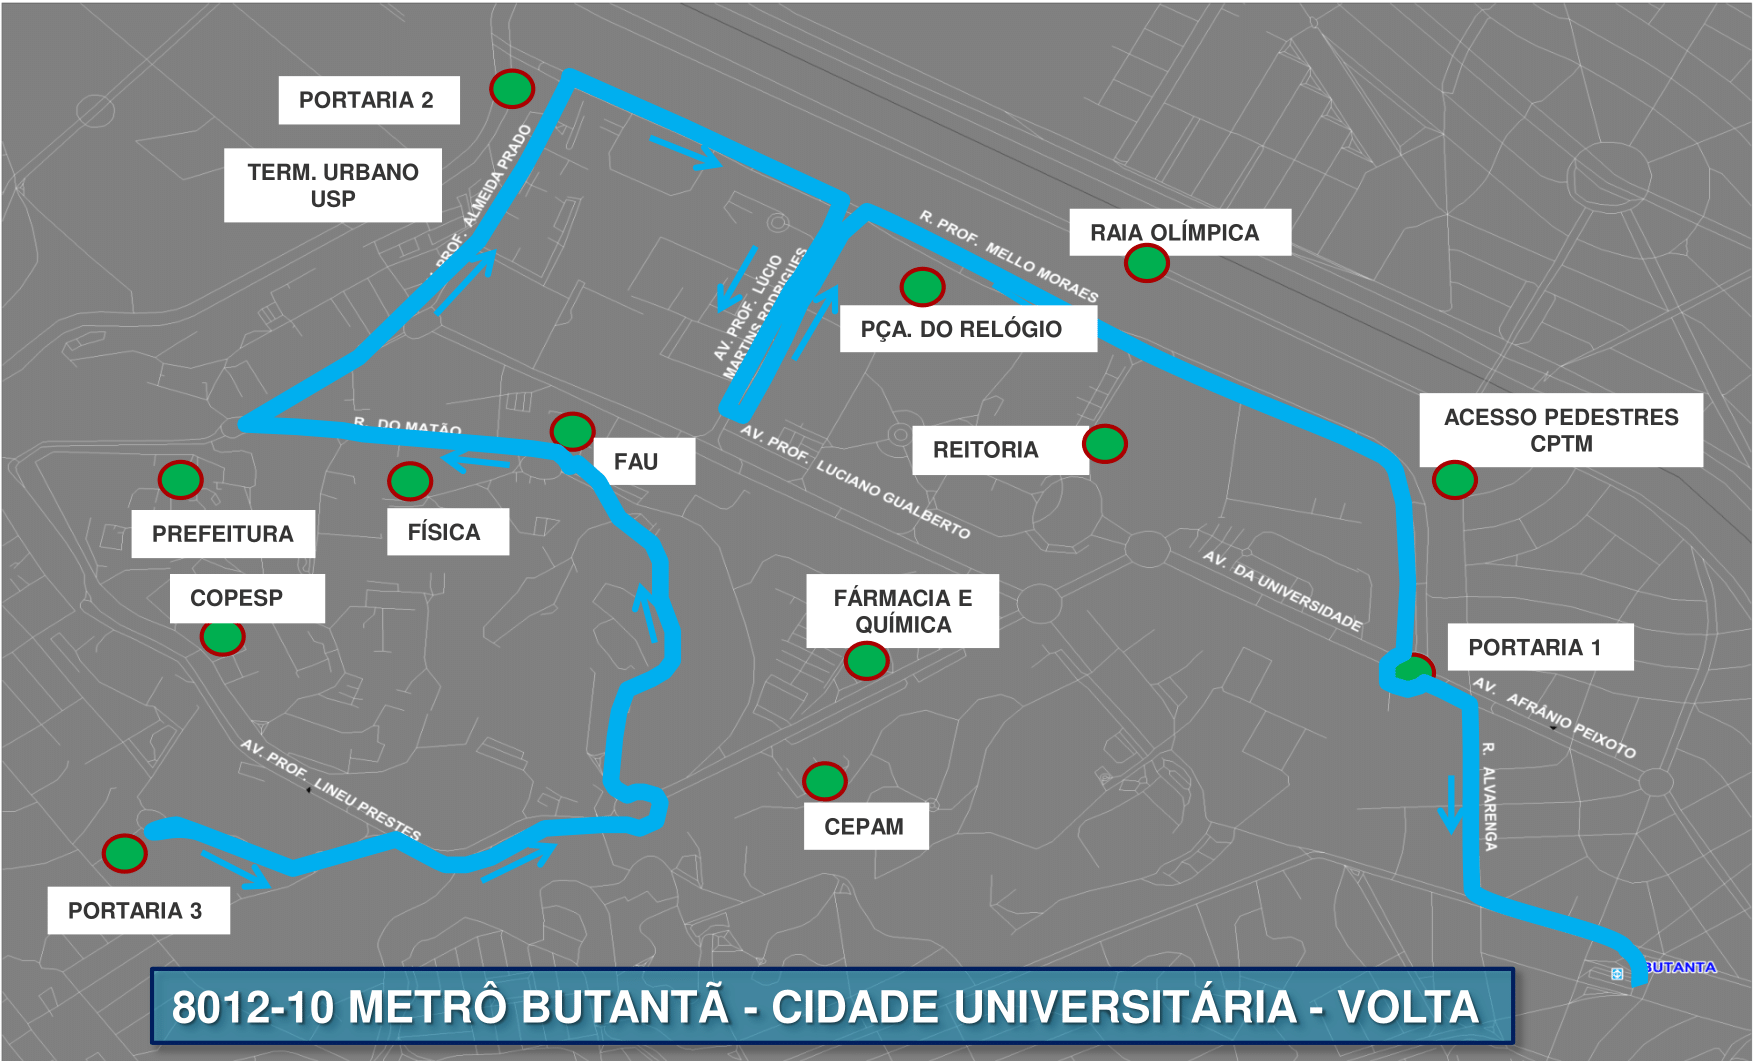 PORTARIA 2
TERM. URBANO
USP
PROF. ALMEIDA PRADO
R. PROF. MELLO MORAES
RAIA OLÍMPICA
AV. PROF. LÚCIO
MARTINS RODRIGUES
PÇA. DO RELÓGIO
R. DO MATÃO
FAU
AV. PROF. LUCIANO GUALBERTO
REITORIA
ACESSO PEDESTRES
CPTM
PREFEITURA
FÍSICA
COPESP
FÁRMACIA E
QUÍMICA
AV. DA UNIVERSIDADE
PORTARIA 1
AV. AFRÂNIO PEIXOTO
R. ALVARENGA
AV. PROF. LINEU PRESTES
CEPAM
PORTARIA 3
BUTANTA
8012-10 METRÔ BUTANTÃ - CIDADE UNIVERSITÁRIA - VOLTA